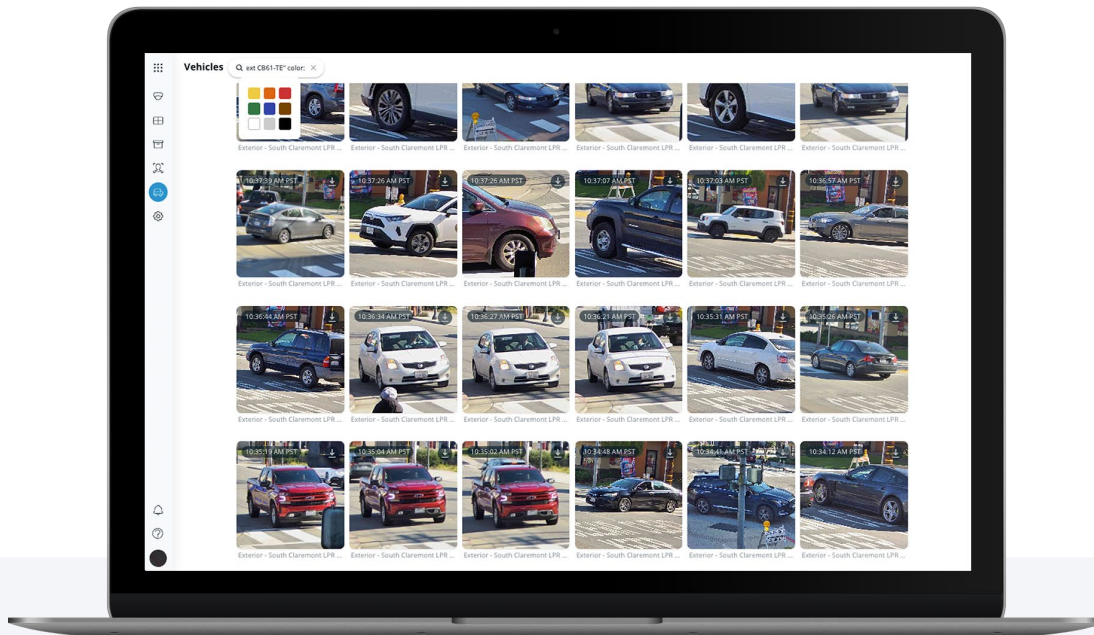 Vehicles
ext CB61-TE" color:
Exterior - South Claremont LPR ...
Exterior - South Claremont LPR ...
Exterior - South Claremont LPR ...
Exterior - South Claremont LPR ...
Exterior - South Claremont LPR ...
Exterior - South Claremont LPR ...
10:37:39 AM PST
10:37:26 AM PST
10:37:26 AM PST
10:37:07 AM PST
10:37:03 AM PST
10:36:57 AM PST
Exterior - South Claremont LPR ...
Exterior - South Claremont LPR ...
Exterior - South Claremont LPR ...
Exterior - South Claremont LPR ...
Exterior - South Claremont LPR ...
Exterior - South Claremont LPR ...
10:36:44 AM PST
10:36:34 AM PST
10:36:27 AM PST
10:36:21 AM PST
10:35:31 AM PST
10:35:26 AM PST
Exterior - South Claremont LPR ...
Exterior - South Claremont LPR ...
Exterior - South Claremont LPR ...
Exterior - South Claremont LPR ...
Exterior - South Claremont LPR ...
Exterior - South Claremont LPR ...
10:35:19 AM PST
10:35:04 AM PST
10:35:02 AM PST
10:34:48 AM PST
10:34:41 AM PST
10:34:12 AM PST
Exterior - South Claremont LPR ...
Exterior - South Claremont LPR ...
Exterior - South Claremont LPR ...
Exterior - South Claremont LPR ...
Exterior - South Claremont LPR ...
Exterior - South Claremont LPR ...